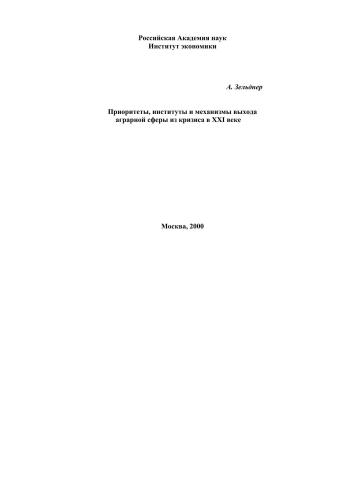 Российская Академия наук
Институт экономики
А. Зельднер
Приоритеты, институты и механизмы выхода
аграрной сферы из кризиса в XXI веке
Москва, 2000